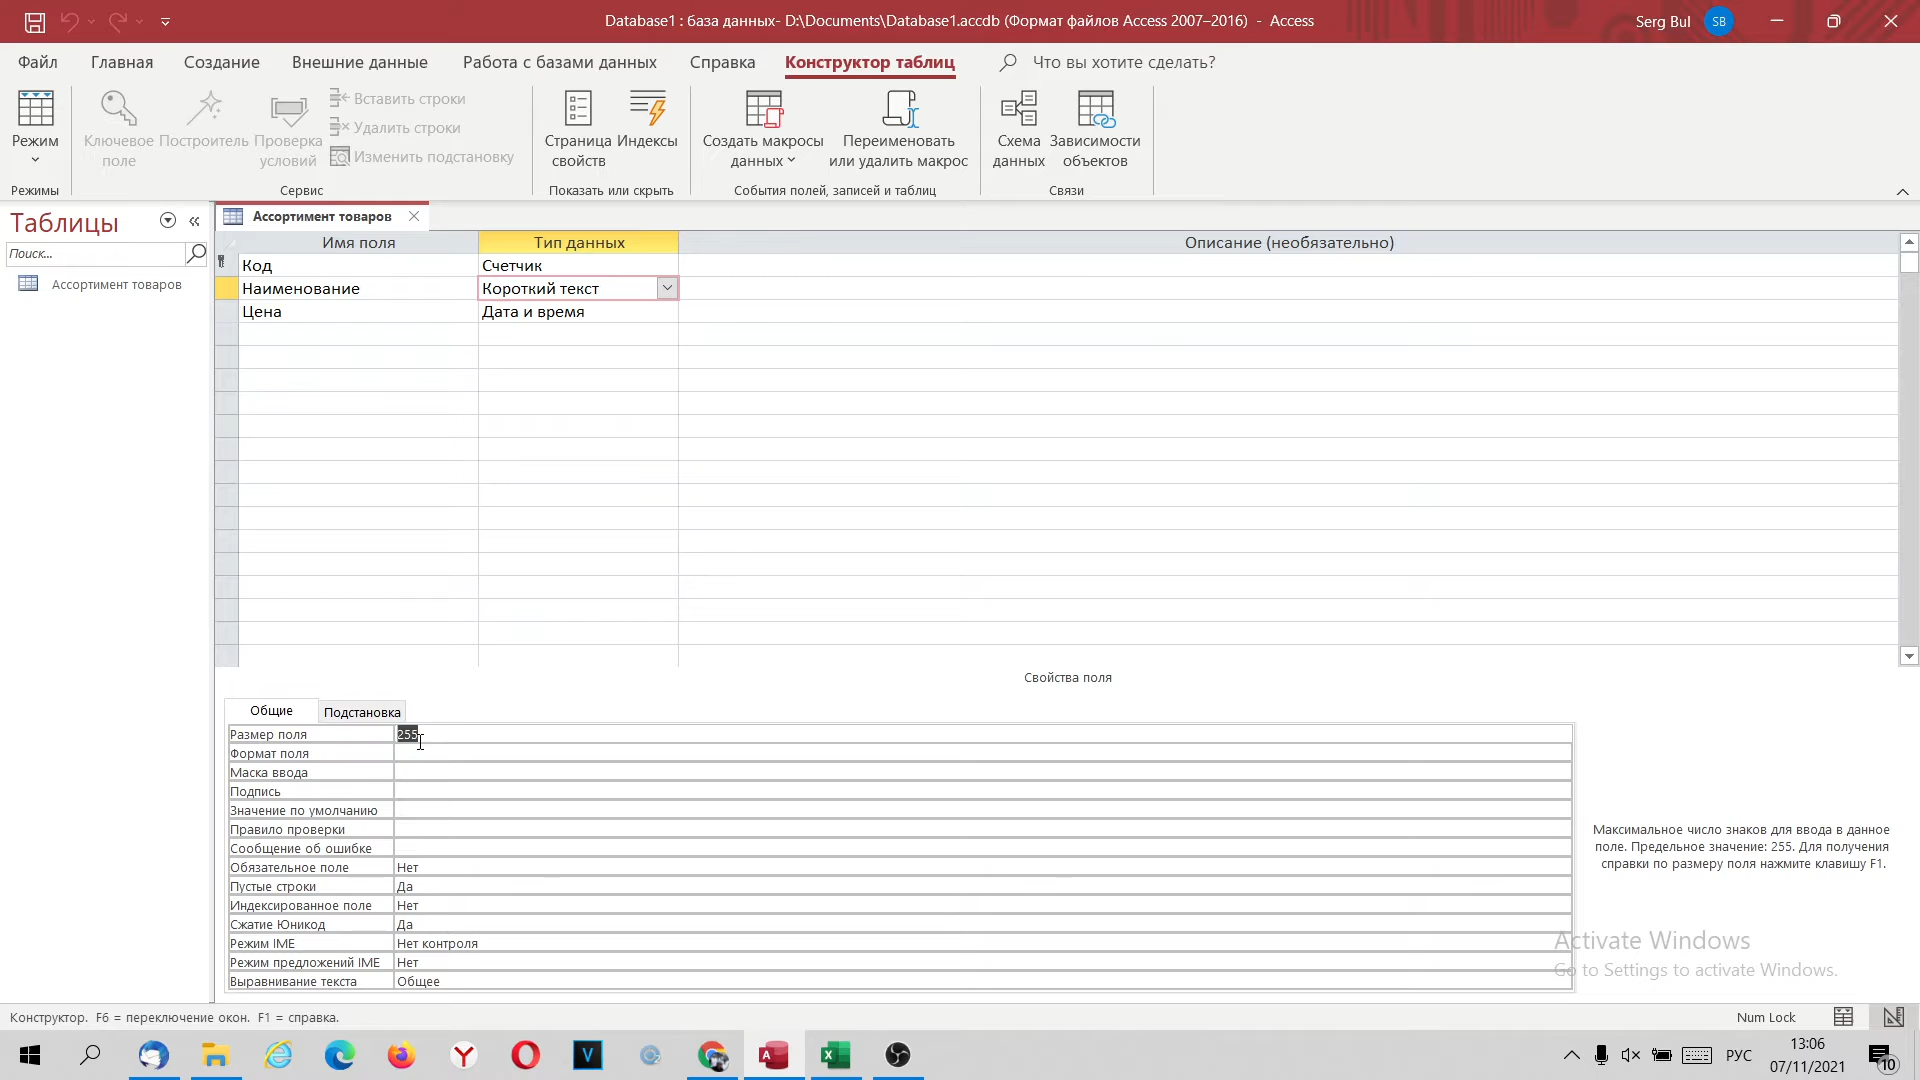 Database1 : база данных- D:\Documents\Database1.accdb (Формат файлов Access 2007–2016)  -  Access
Serg Bul
SB
Файл
Главная
Создание
Внешние данные
Работа с базами данных
Справка
Конструктор таблиц
Что вы хотите сделать?
Режим
Режимы
Ключевое поле
Построитель
Проверка условий
Вставить строки
Удалить строки
Изменить подстановку
Сервис
Страница свойств
Индексы
Показать или скрыть
Создать макросы данных
Переименовать или удалить макрос
События полей, записей и таблиц
Схема данных
Зависимости объектов
Связи
Таблицы
Поиск...
Ассортимент товаров
Ассортимент товаров
Имя поля
Тип данных
Описание (необязательно)
Код
Счетчик
Наименование
Короткий текст
Цена
Дата и время
Свойства поля
Общие
Подстановка
Размер поля
255
Формат поля
Маска ввода
Подпись
Значение по умолчанию
Правило проверки
Сообщение об ошибке
Обязательное поле
Нет
Пустые строки
Да
Индексированное поле
Нет
Сжатие Юникод
Да
Режим IME
Нет контроля
Режим предложений IME
Нет
Выравнивание текста
Общее
Максимальное число знаков для ввода в данное
поле. Предельное значение: 255. Для получения
справки по размеру поля нажмите клавишу F1.
Activate Windows
Go to Settings to activate Windows.
Конструктор.  F6 = переключение окон.  F1 = справка.
Num Lock
РУС
13:06
07/11/2021
10